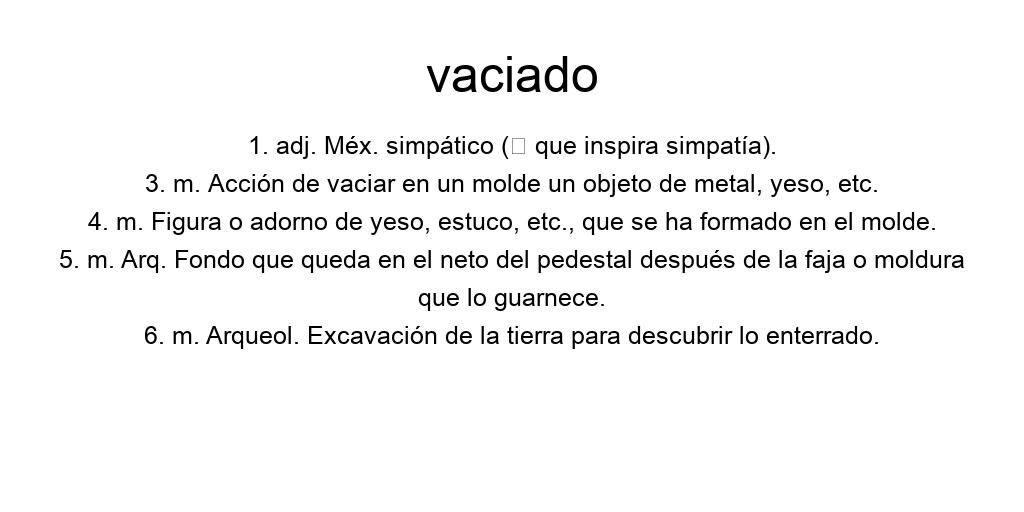 vaciado
1. adj. Méx. simpático (□ que inspira simpatía).
3. m. Acción de vaciar en un molde un objeto de metal, yeso, etc.
4. m. Figura o adorno de yeso, estuco, etc., que se ha formado en el molde.
5. m. Arq. Fondo que queda en el neto del pedestal después de la faja o moldura
que lo guarnece.
6. m. Arqueol. Excavación de la tierra para descubrir lo enterrado.